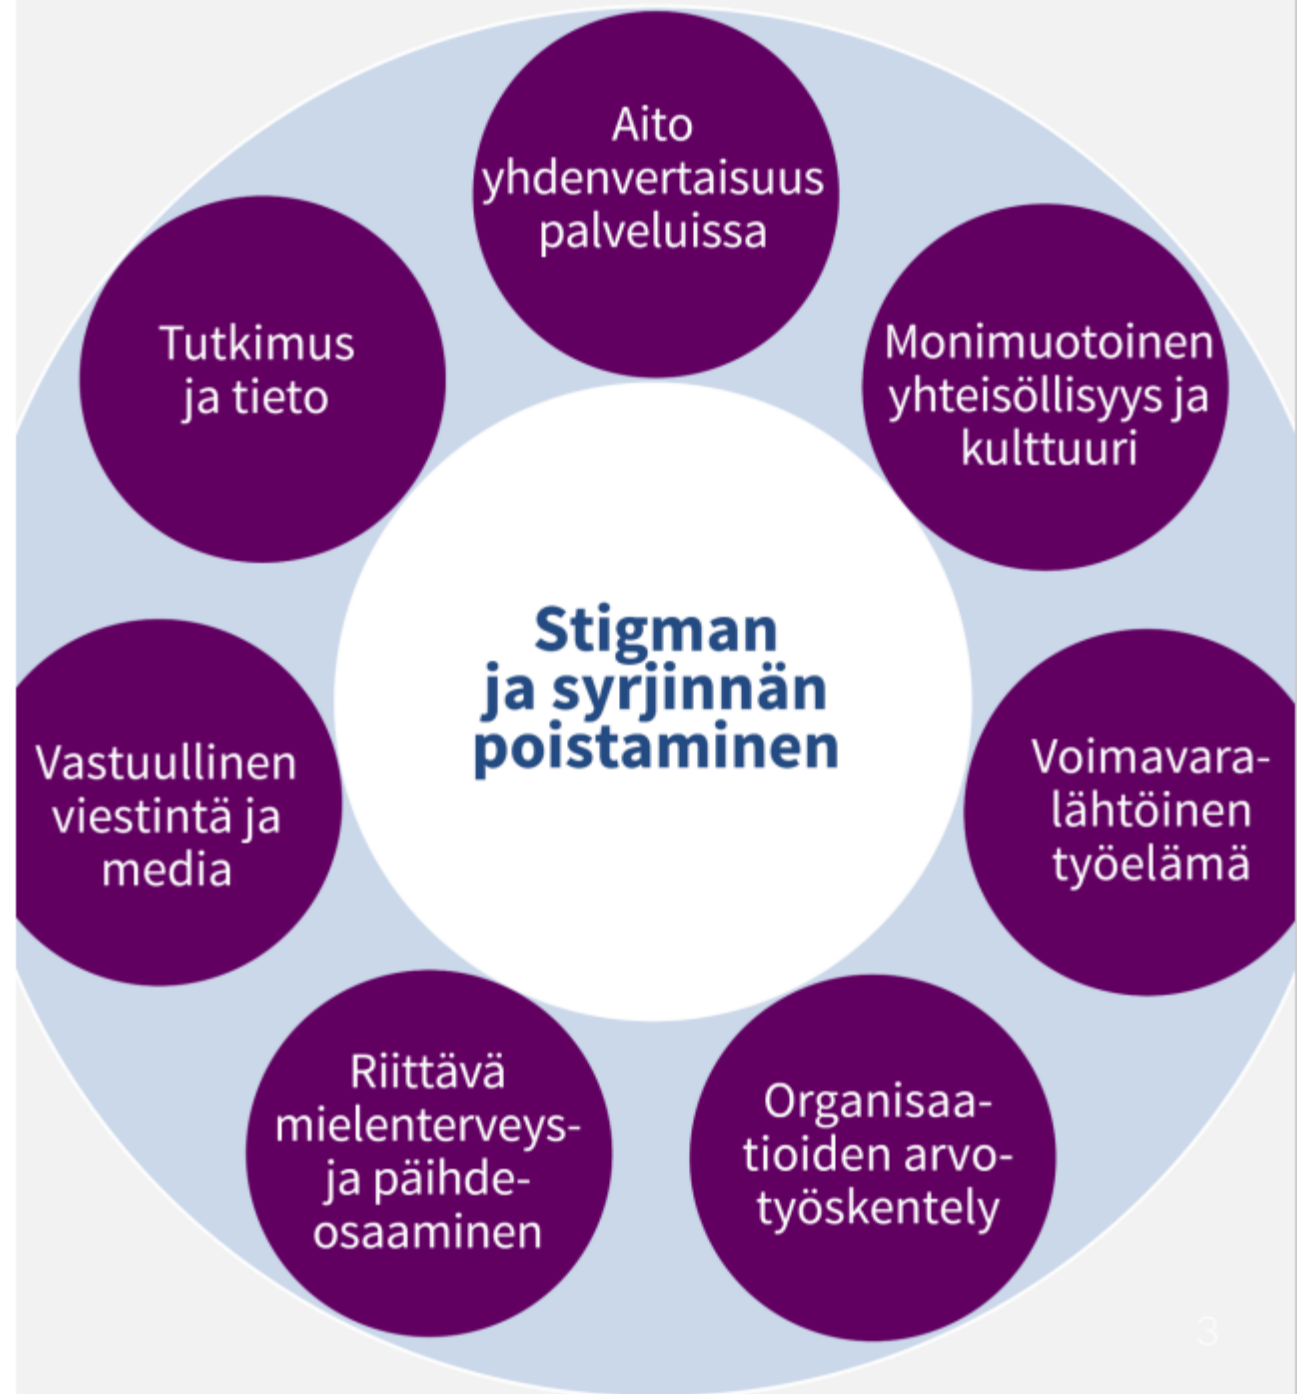 Aito
yhdenvertaisuus
palveluissa
Monimuotoinen
yhteisöllisyys ja
kulttuuri
Voimavara-
lähtöinen
työelämä
Organisaa-
tioiden arvo-
työskentely
Riittävä
mielenterveys-
ja päihde-
osaaminen
Vastuullinen
viestintä ja
media
Tutkimus
ja tieto
Stigman
ja syrjinnän
poistaminen
3